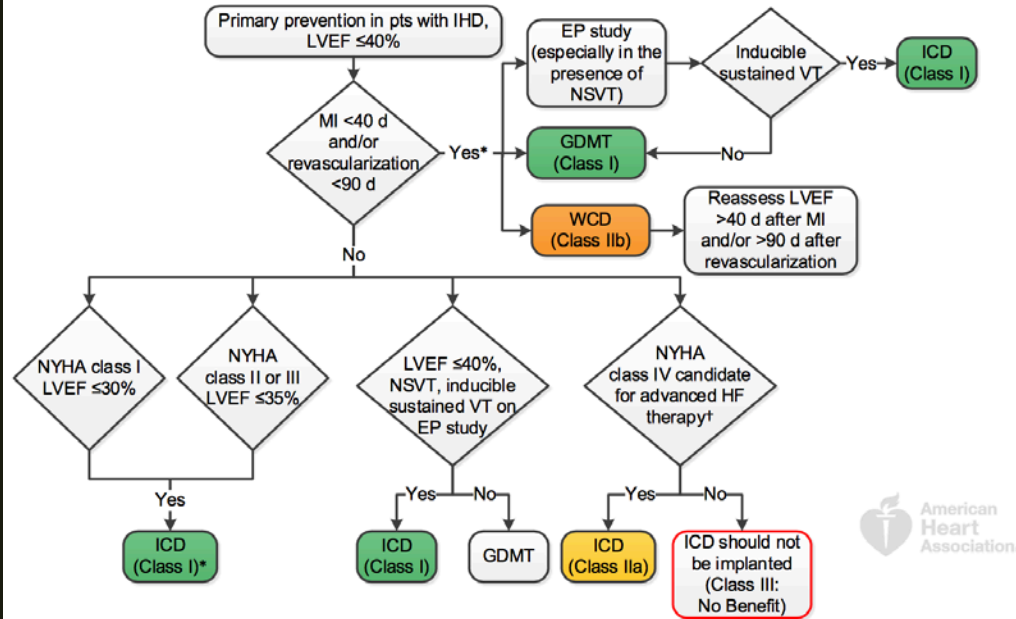 Primary prevention in pts with IHD,
LVEF ≤40%
EP study
(especially in the
presence of
NSVT)
Inducible
sustained VT
Yes
ICD
(Class I)
MI <40 d
and/or
revascularization
<90 d
Yes*
GDMT
(Class I)
No
WCD
(Class IIb)
Reassess LVEF
>40 d after MI
and/or >90 d after
revascularization
No
NYHA class I
LVEF ≤30%
NYHA
class II or III
LVEF ≤35%
LVEF ≤40%,
NSVT, inducible
sustained VT on
EP study
NYHA
class IV candidate
for advanced HF
therapy†
Yes
Yes
No
Yes
No
ICD
(Class I)*
ICD
(Class I)
GDMT
ICD
(Class IIa)
ICD should not
be implanted
(Class III:
No Benefit)
American
Heart
Association